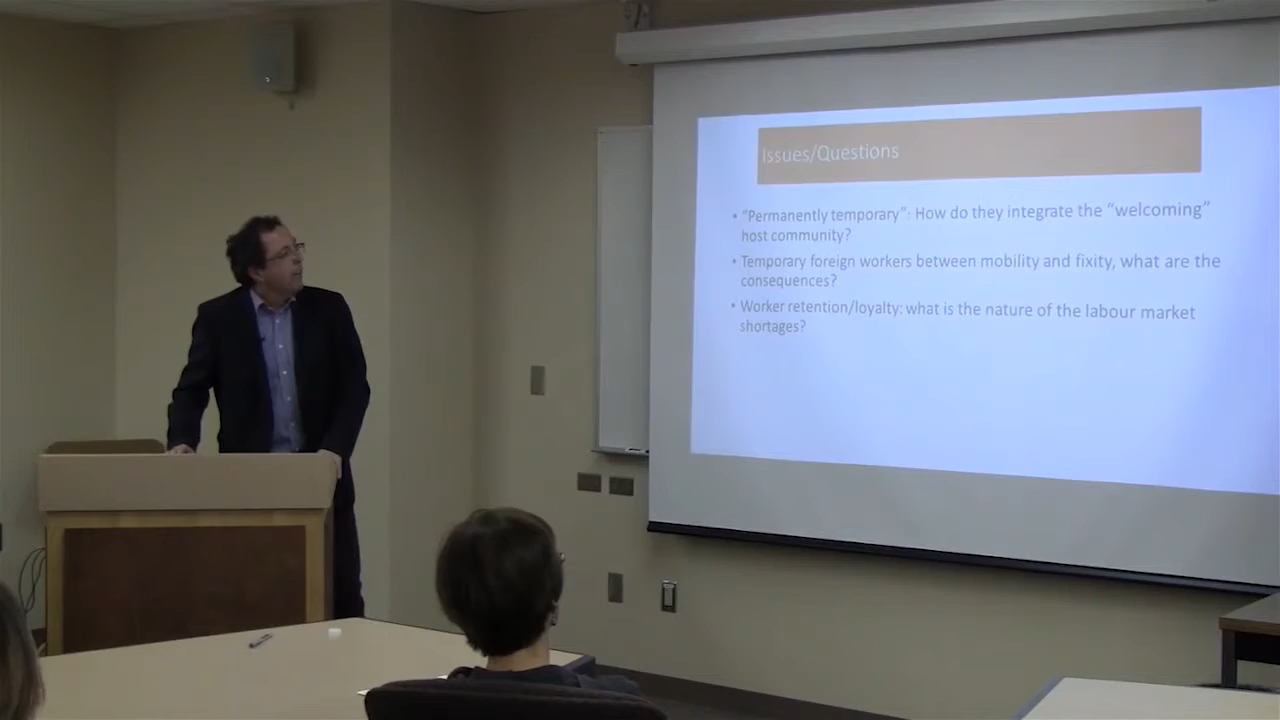 Issues/Questions
• "Permanently temporary": How do they integrate the "welcoming"
host community?
• Temporary foreign workers between mobility and fixity, what are the
consequences?
• Worker retention/loyalty: what is the nature of the labour market
shortages?